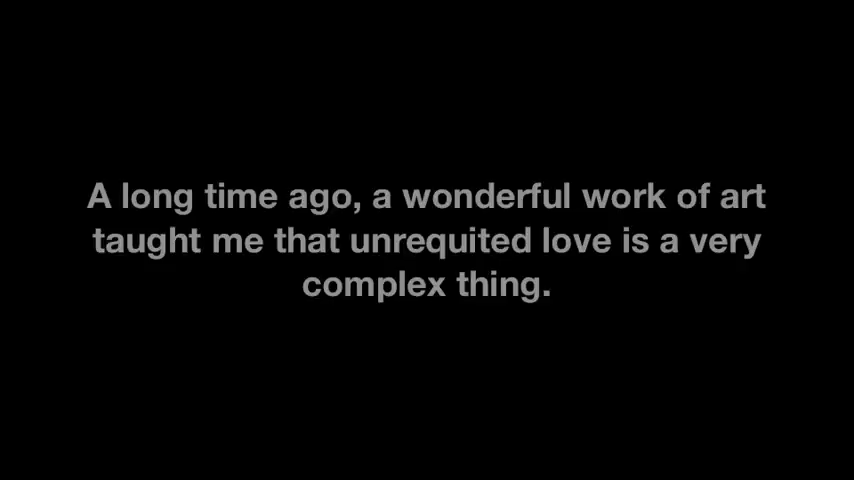 A long time ago, a wonderful work of art
taught me that unrequited love is a very
complex thing.